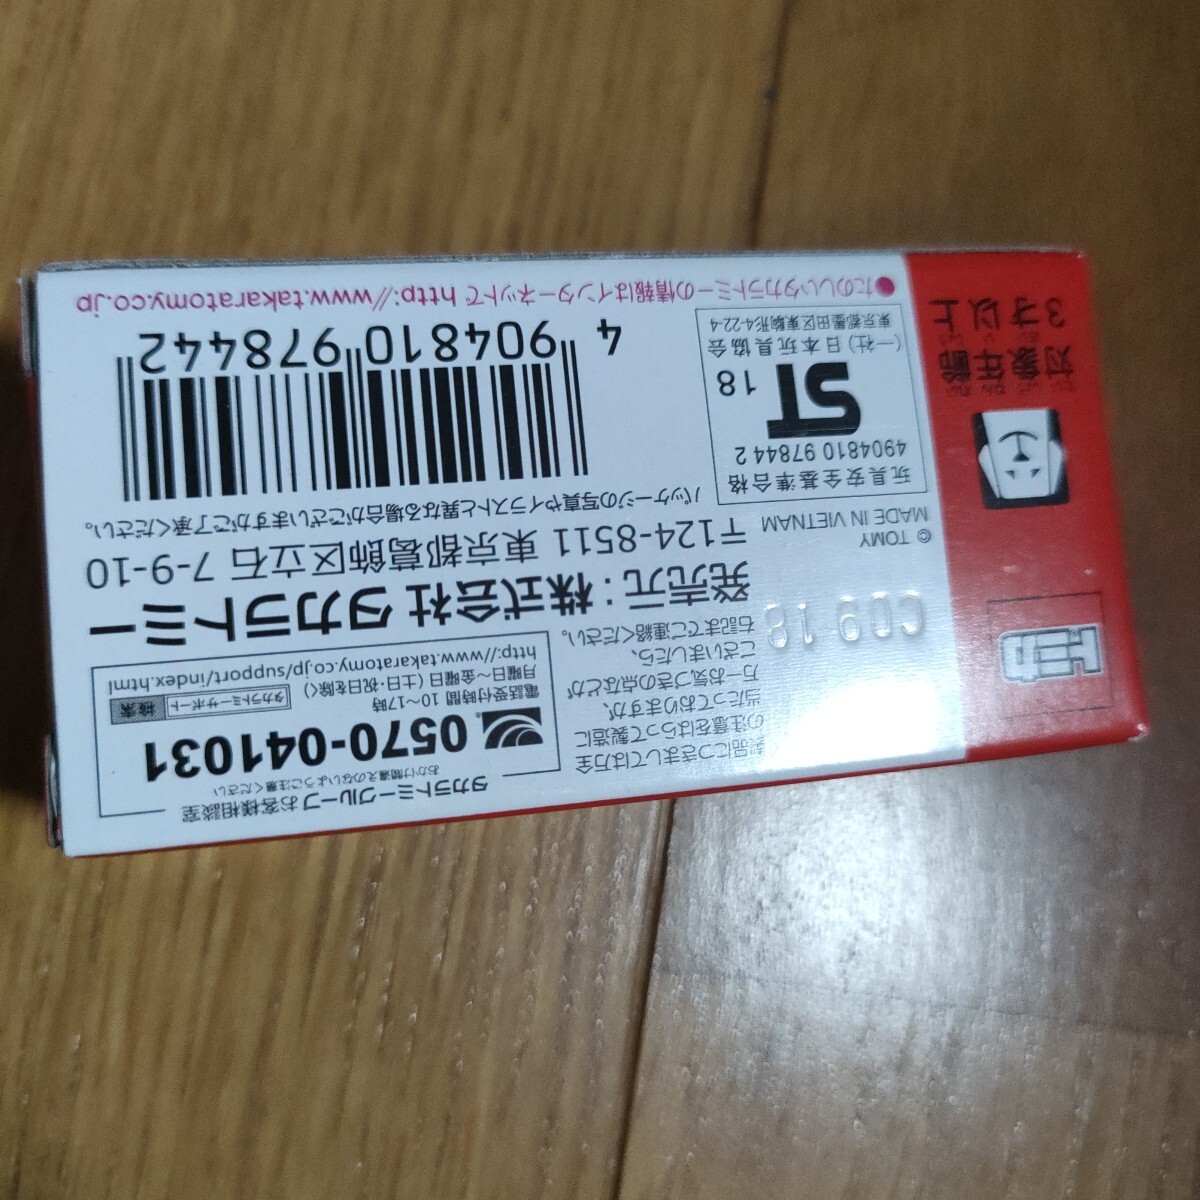 トミカ
対象年齢
たいしょうねんれい
3才以上
製品につきましては万全
の注意をはらって製造に
当たっておりますが、
万一お気づきの点などが
ございましたら、
右記までご連絡ください。
タカラトミーグループお客様相談室
おかけ間違えのないようご注意ください
0570-041031
電話受付時間 10～17時
月曜日～金曜日 (土・日・祝日を除く)
タカラトミーサポート 検索
http://www.takaratomy.co.jp/support/index.html
C09 18
発売元：株式会社 タカラトミー
〒124-8511 東京都葛飾区立石 7-9-10
© TOMY
MADE IN VIETNAM
パッケージの写真やイラストと異なる場合がございますがご了承ください。
玩具安全基準合格
4904810 97844 2
ST 18
(一社) 日本玩具協会
東京都墨田区東駒形4-22-4
4 904810 978442
●たのしいタカラトミーの情報はインターネットで http://www.takaratomy.co.jp